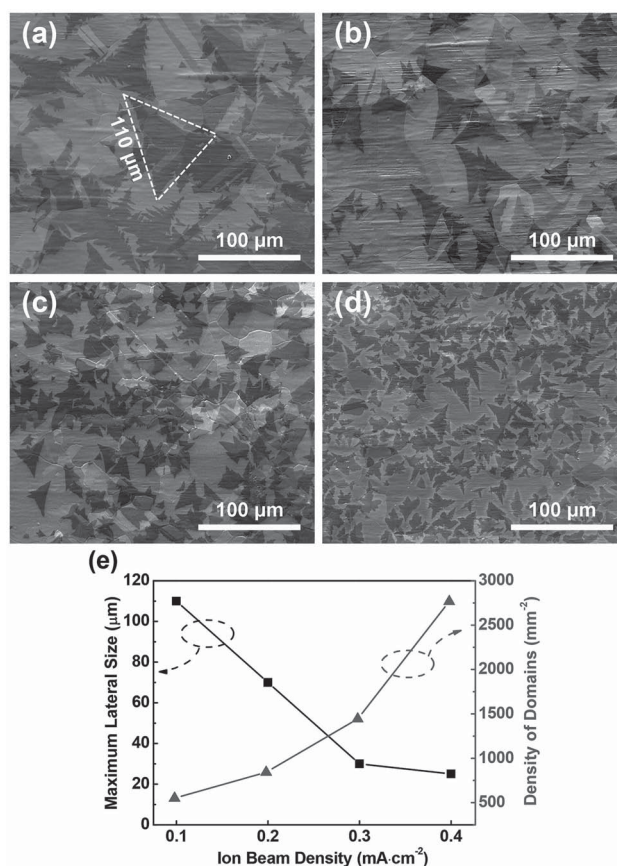 (a)
(b)
110 μm
100 μm
100 μm
(c)
(d)
100 μm
100 μm
(e)
120
100
80
60
40
20
0
Maximum Lateral Size (μm)
3000
2500
2000
1500
1000
500
Density of Domains (mm⁻²)
0.1 0.2 0.3 0.4
Ion Beam Density (mA·cm⁻²)